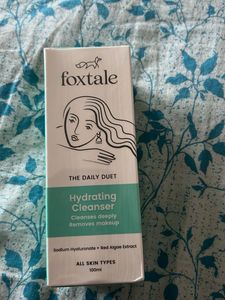 foxtale
THE DAILY DUET
Hydrating
Cleanser
Cleanses deeply
Removes makeup
Sodium Hyaluronate + Red Algae Extract
ALL SKIN TYPES
100ml